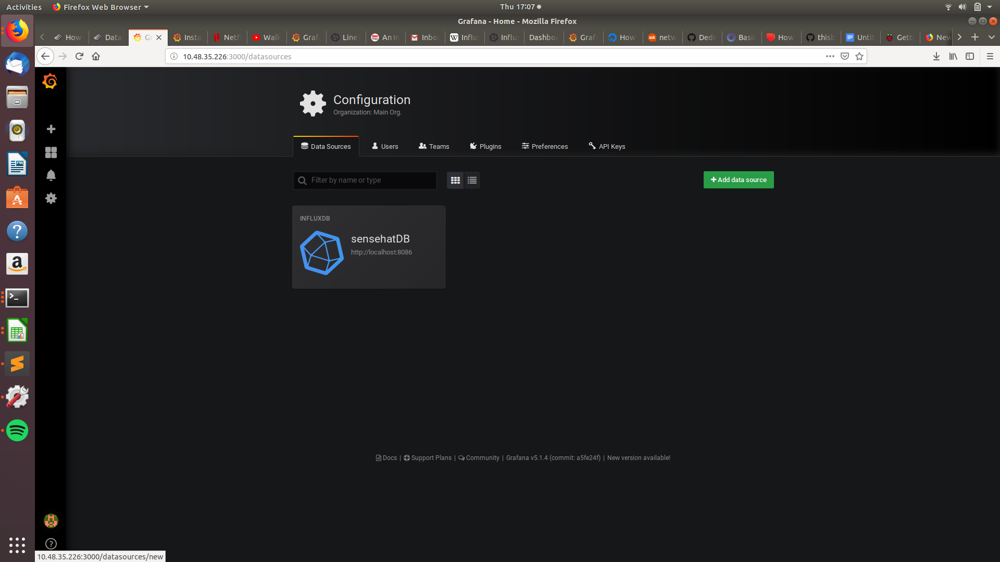 Activities
Firefox Web Browser
Thu 17:07
Grafana - Home - Mozilla Firefox
How
Data
Gr
Insta
Netf
Walk
Graf
Line
An In
Inbo
Influ
Influ
Dashbo
Graf
How
netw
Dedo
Basi
How
thisb
Untit
Getti
New
10.48.35.226:3000/datasources
Configuration
Organization: Main Org.
Data Sources
Users
Teams
Plugins
Preferences
API Keys
Filter by name or type
Add data source
INFLUXDB
sensehatDB
http://localhost:8086
Docs | Support Plans | Community | Grafana v5.1.4 (commit: a5fe24f) | New version available!
10.48.35.226:3000/datasources/new